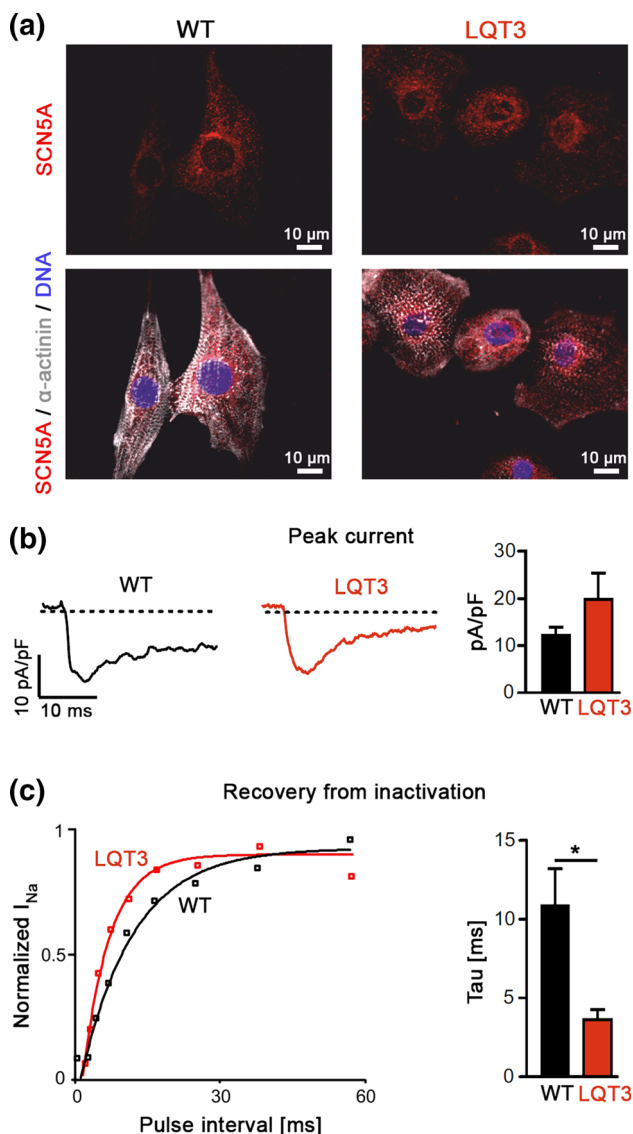 (a)
WT
LQT3
SCN5A
10 µm
10 µm
SCN5A / α-actinin / DNA
10 µm
10 µm
(b)
Peak current
WT
LQT3
10 pA/pF
10 ms
pA/pF
30
20
10
0
WT LQT3
(c)
Recovery from inactivation
Normalized I Na
1
0.5
0
LQT3
WT
30
60
Pulse interval [ms]
Tau [ms]
15
10
5
0
*
WT LQT3